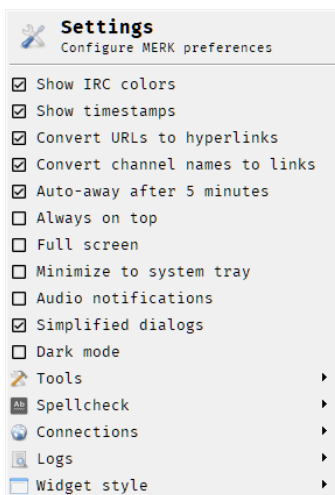 Settings
Configure MERK preferences
Show IRC colors
Show timestamps
Convert URLs to hyperlinks
Convert channel names to links
Auto-away after 5 minutes
Always on top
Full screen
Minimize to system tray
Audio notifications
Simplified dialogs
Dark mode
Tools
Ab Spellcheck
Connections
Logs
Widget style